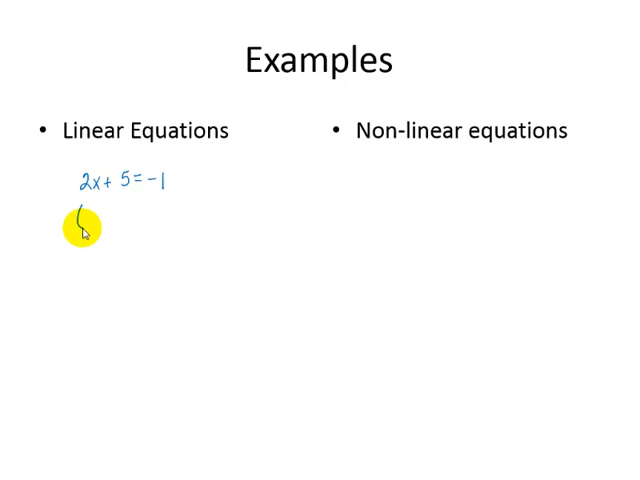 Examples
• Linear Equations
• Non-linear equations
2x + 5 = -1
(